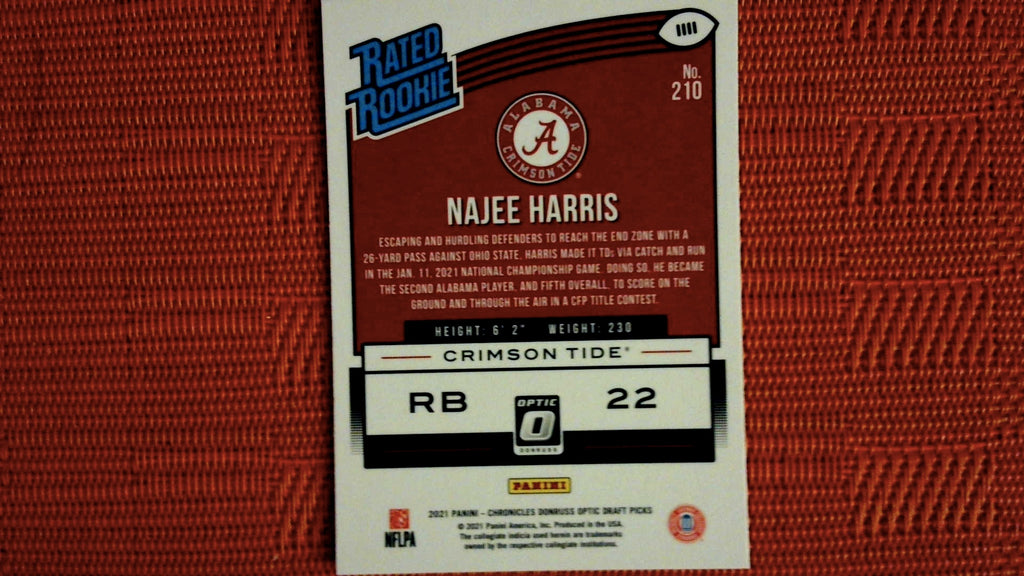 RATED
ROOKIE
No.
210
ALABAMA
A
CRIMSON TIDE
NAJEE HARRIS
ESCAPING AND HURDLING DEFENDERS TO REACH THE END ZONE WITH A
26-YARD PASS AGAINST OHIO STATE, HARRIS MADE IT TDs VIA CATCH AND RUN
IN THE JAN. 11, 2021 NATIONAL CHAMPIONSHIP GAME. DOING SO, HE BECAME
THE SECOND ALABAMA PLAYER, AND FIFTH OVERALL, TO SCORE ON THE
GROUND AND THROUGH THE AIR IN A CFP TITLE CONTEST.
HEIGHT: 6' 2" WEIGHT: 230
CRIMSON TIDE®
RB
22
OPTIC
O
DONRUSS
PANINI
NFLPA
2021 PANINI - CHRONICLES DONRUSS OPTIC DRAFT PICKS
© 2021 Panini America, Inc. Produced in the USA.
The collegiate indicia used herein are trademarks
owned by the respective collegiate institutions.